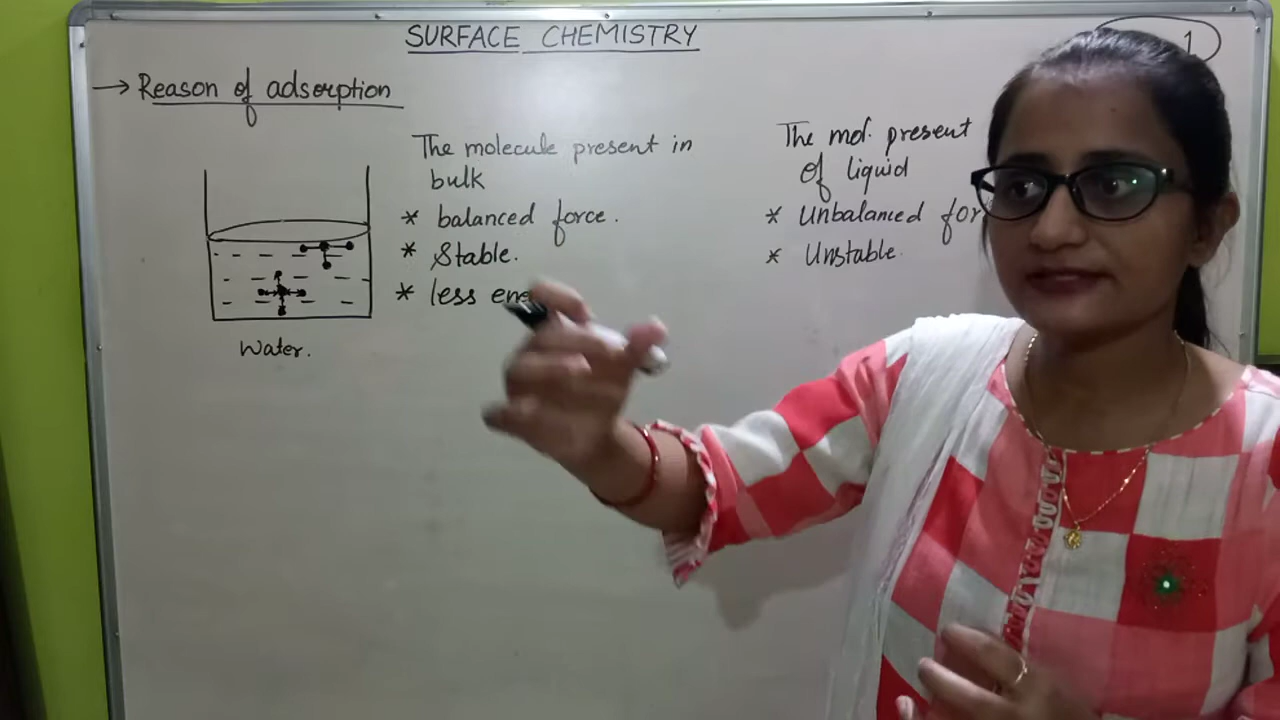 SURFACE CHEMISTRY
1
→ Reason of adsorption
The molecule present in
bulk
* balanced force.
* Stable.
* less ene
Water.
The mol. present
of liquid
* Unbalanced for
* Unstable.